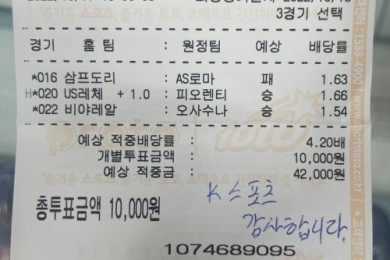 3경기 선택
경기 홈 팀 : 원정팀 예상 배당률
*016 삼프도리 : AS로마 패 1.63
H*020 US레체 + 1.0 : 피오렌티 승 1.66
*022 비야레알 : 오사수나 승 1.54
예상 적중배당률 : 4.20배
개별투표금액 : 10,000원
예상 적중금 : 42,000원
K스포츠
총투표금액 10,000원
감사합니다.
1074689095